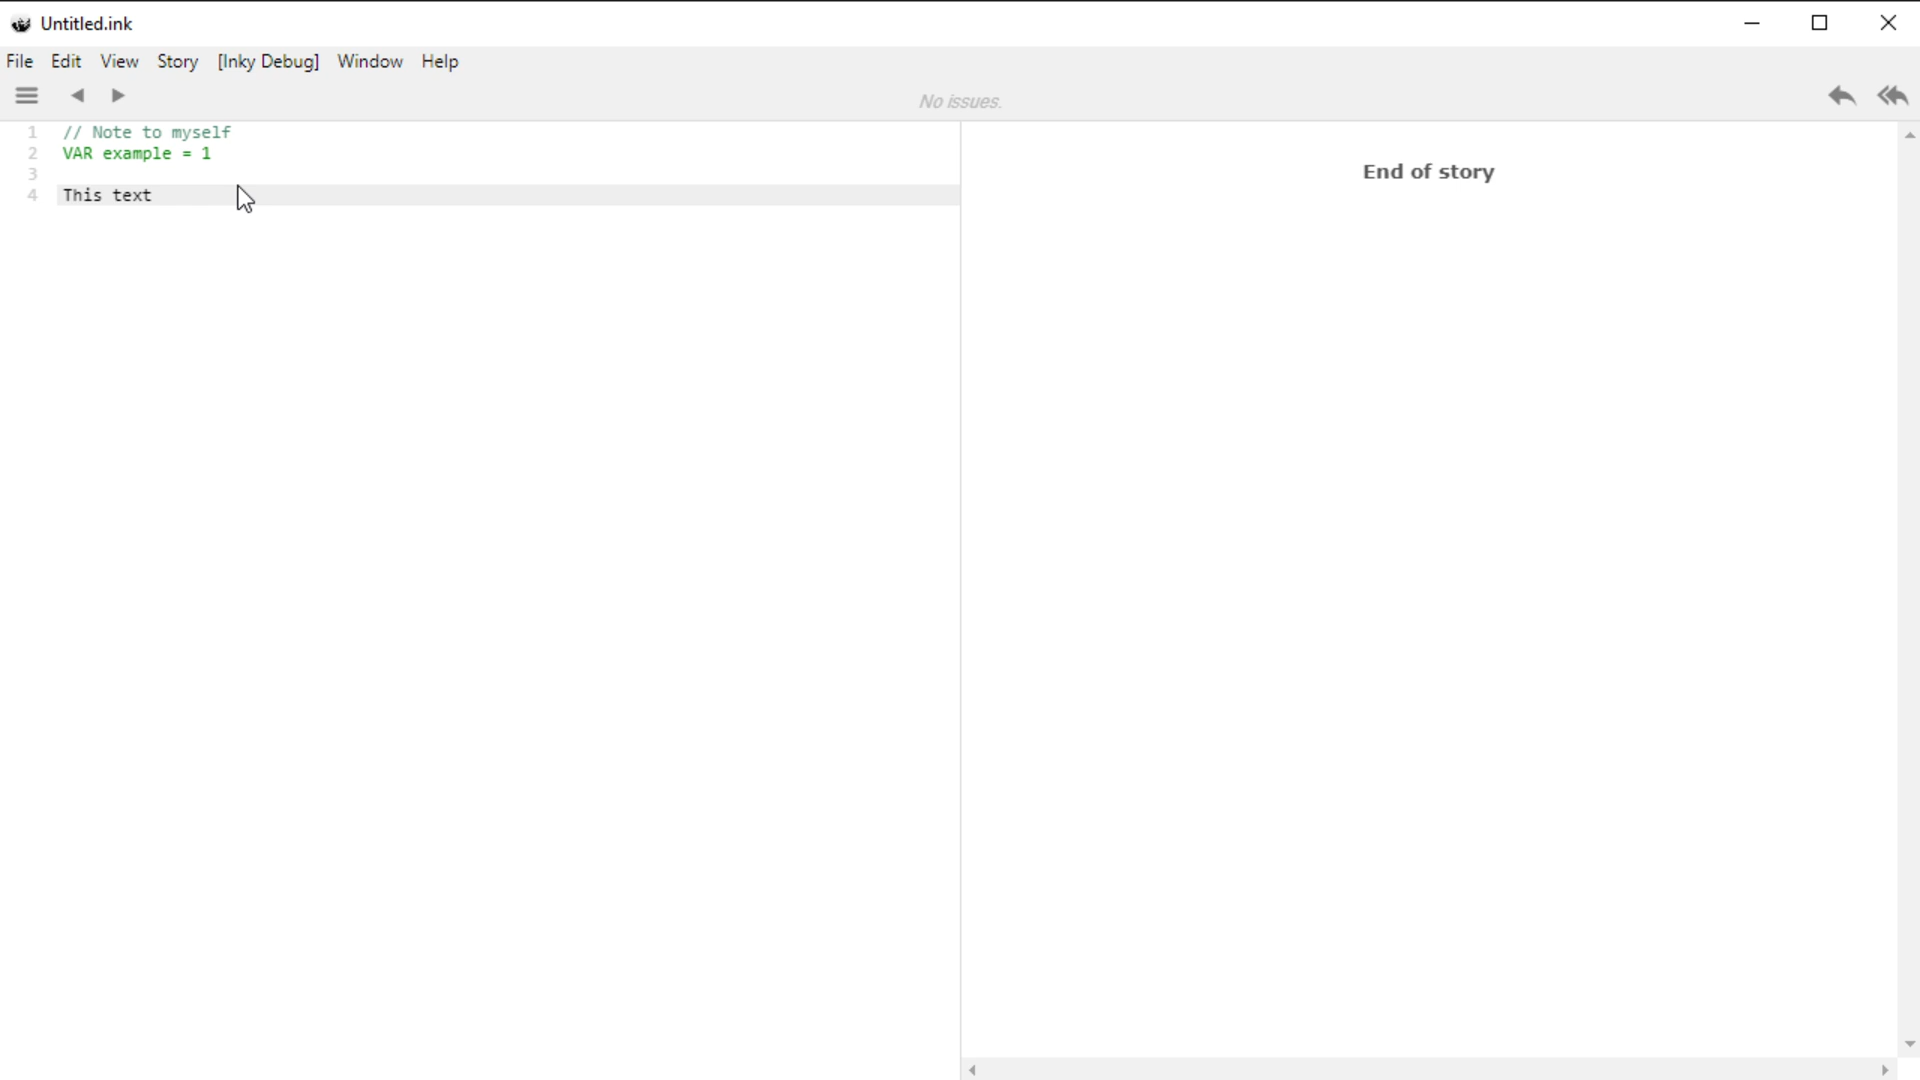 Untitled.ink
File Edit View Story [Inky Debug] Window Help
No issues.
1 // Note to myself
2 VAR example = 1
3
4 This text
End of story